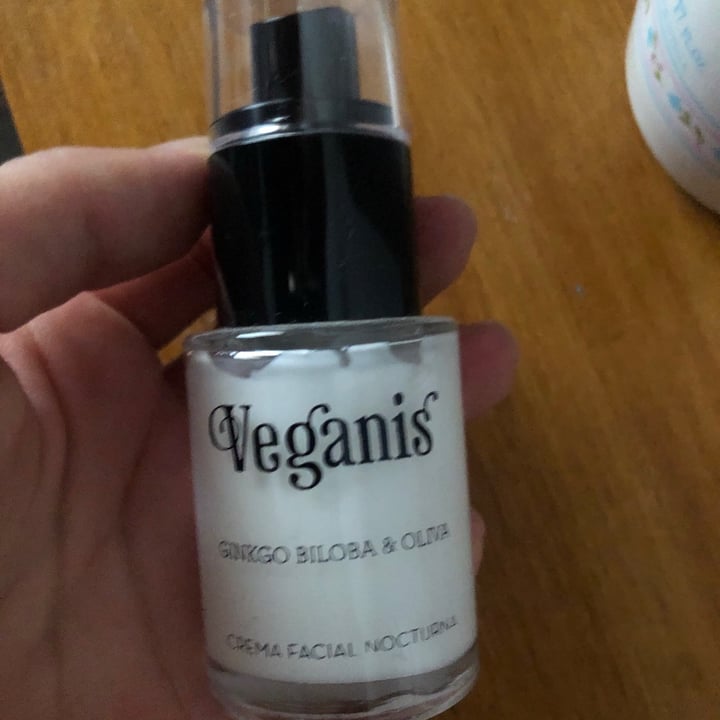 Veganis
GINKGO BILOBA & OLIVA
CREMA FACIAL NOCTURNA